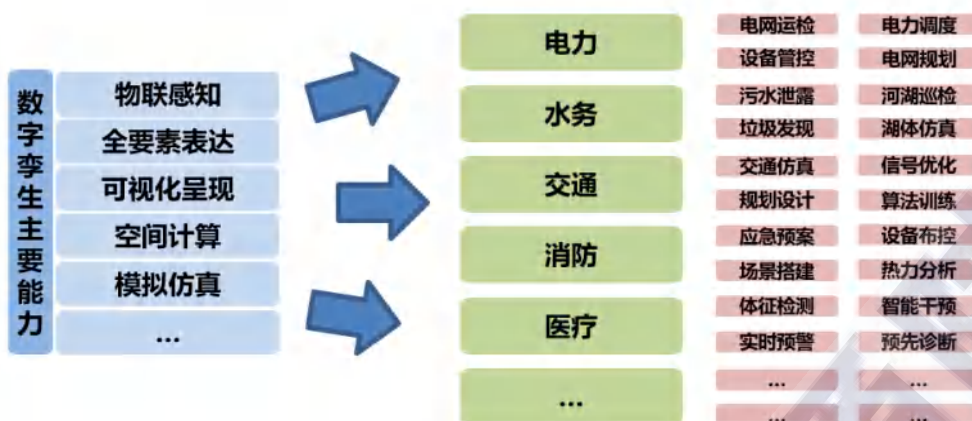 数字孪生主要能力
物联感知
全要素表达
可视化呈现
空间计算
模拟仿真
...
电力
水务
交通
消防
医疗
...
电网运检 电力调度
设备管控 电网规划
污水泄露 河湖巡检
垃圾发现 湖体仿真
交通仿真 信号优化
规划设计 算法训练
应急预案 设备布控
场景搭建 热力分析
体征检测 智能干预
实时预警 预先诊断
... ...
... ...